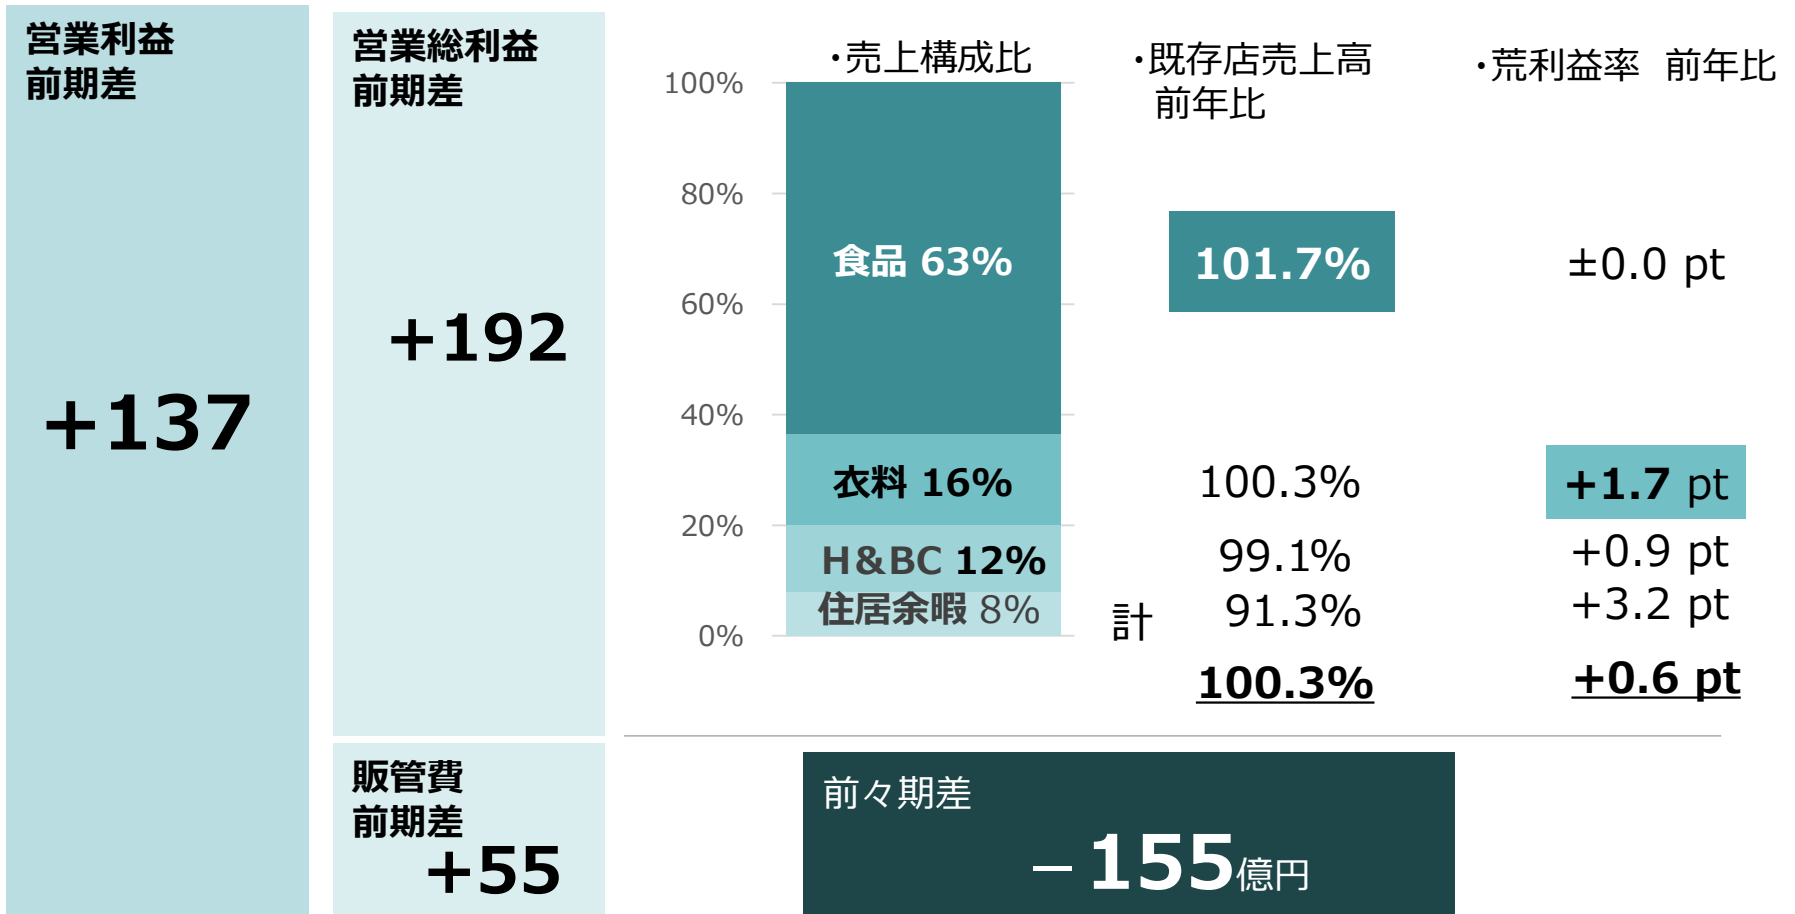 営業利益
前期差
+137
営業総利益
前期差
+192
販管費
前期差
+55
・売上構成比
100%
80%
60%
40%
20%
0%
食品 63%
衣料 16%
H&BC 12%
住居余暇 8%
・既存店売上高
前年比
101.7%
100.3%
99.1%
91.3%
計
100.3%
・荒利益率 前年比
±0.0 pt
+1.7 pt
+0.9 pt
+3.2 pt
+0.6 pt
前々期差
－155億円